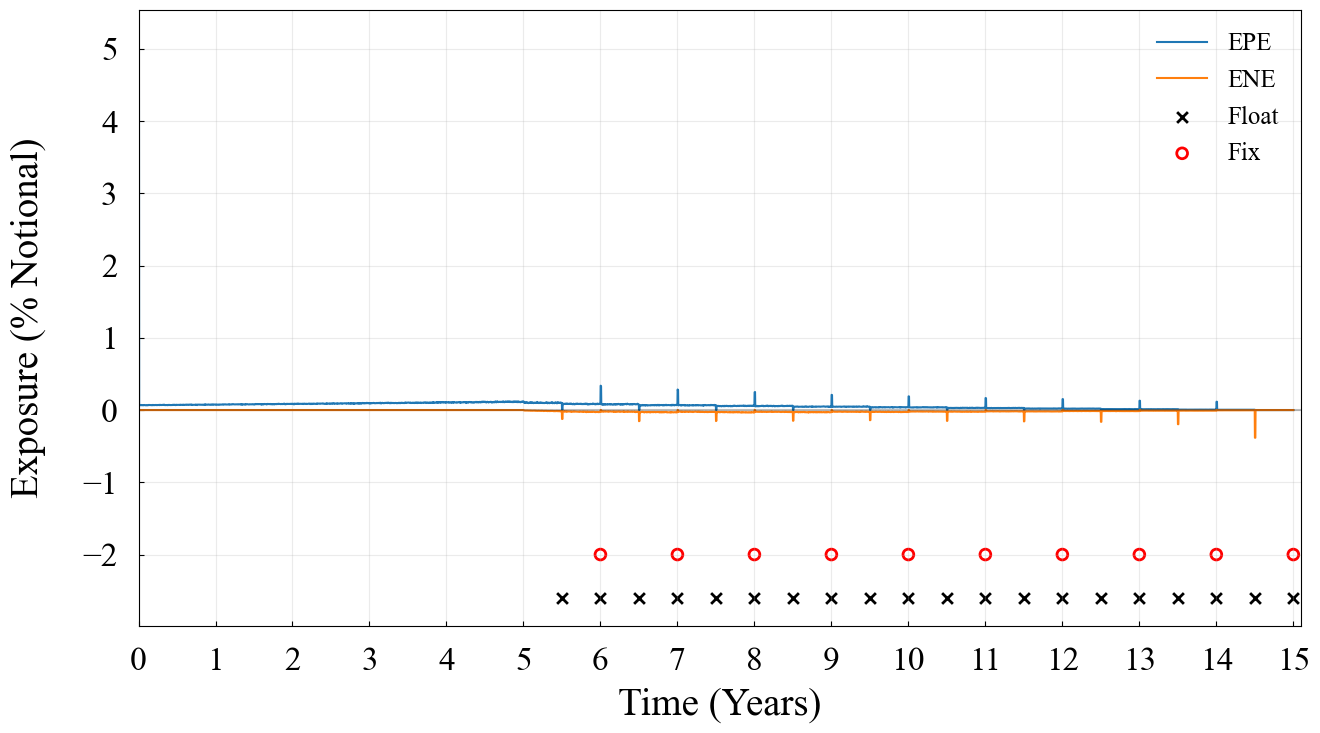 EPE
ENE
Float
Fix
Exposure (% Notional)
5
4
3
2
1
0
−1
−2
0 1 2 3 4 5 6 7 8 9 10 11 12 13 14 15
Time (Years)